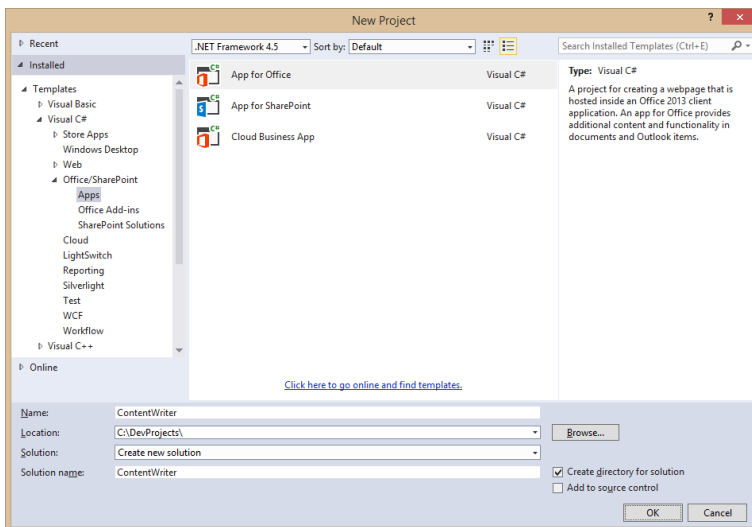 New Project
? ×
Recent
.NET Framework 4.5 Sort by: Default
Search Installed Templates (Ctrl+E)
Installed
Templates
Visual Basic
Visual C#
Store Apps
Windows Desktop
Web
Office/SharePoint
Apps
Office Add-ins
SharePoint Solutions
Cloud
LightSwitch
Reporting
Silverlight
Test
WCF
Workflow
Visual C++
Online
C# App for Office Visual C#
C# App for SharePoint Visual C#
C# Cloud Business App Visual C#
Click here to go online and find templates.
Type: Visual C#
A project for creating a webpage that is
hosted inside an Office 2013 client
application. An app for Office provides
additional content and functionality in
documents and Outlook items.
Name: ContentWriter
Location: C:\DevProjects\ Browse...
Solution: Create new solution
Solution name: ContentWriter
Create directory for solution
Add to source control
OK Cancel